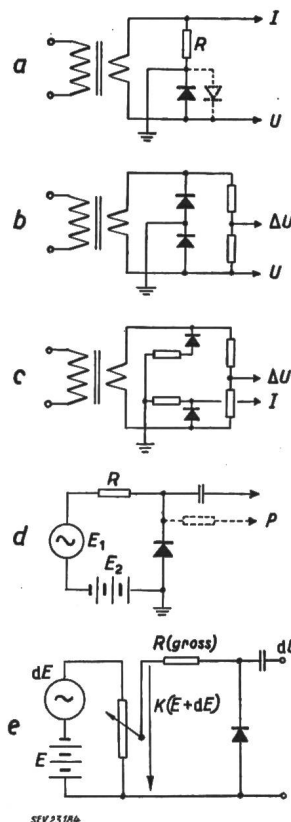 a
I
R
U
b
ΔU
U
c
ΔU
I
d
R
E₁
E₂
P
e
R(gross)
dE
K(E+dE)
E
SEV23184